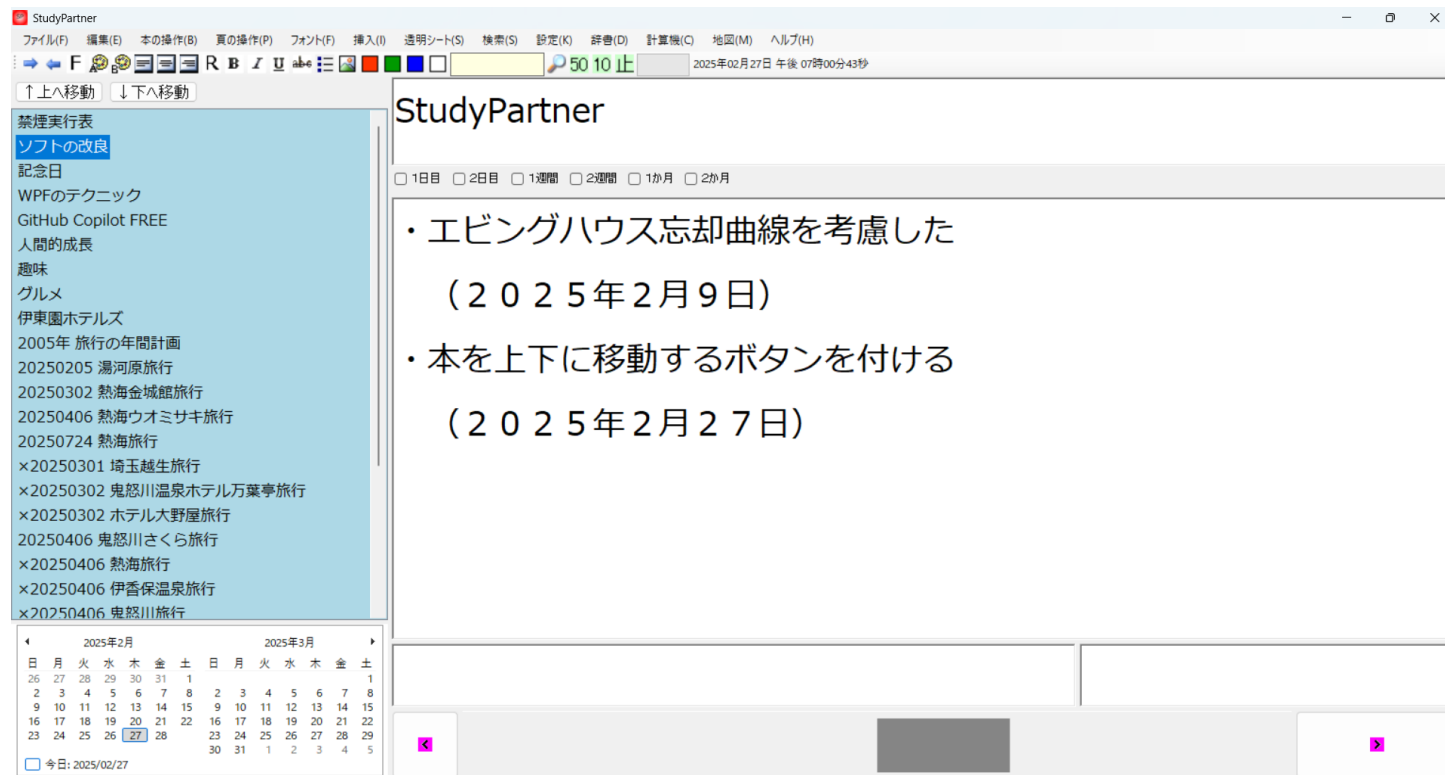 StudyPartner
ファイル(F) 編集(E) 本の操作(B) 頁の操作(P) フォント(F) 挿入(I) 透明シート(S) 検索(S) 設定(K) 辞書(D) 計算機(C) 地図(M) ヘルプ(H)
F A B R B I U abc 50 10 止 2025年02月27日 午後 07時00分43秒
↑上へ移動 ↓下へ移動
禁煙実行表
ソフトの改良
記念日
WPFのテクニック
GitHub Copilot FREE
人間的成長
趣味
グルメ
伊東園ホテルズ
2005年 旅行の年間計画
20250205 湯河原旅行
20250302 熱海金城館旅行
20250406 熱海ウオミサキ旅行
20250724 熱海旅行
×20250301 埼玉越生旅行
×20250302 鬼怒川温泉ホテル万葉亭旅行
×20250302 ホテル大野屋旅行
20250406 鬼怒川さくら旅行
×20250406 熱海旅行
×20250406 伊香保温泉旅行
×20250406 鬼怒川旅行
2025年2月 2025年3月
日 月 火 水 木 金 土 日 月 火 水 木 金 土
26 27 28 29 30 31 1 1
2 3 4 5 6 7 8 2 3 4 5 6 7 8
9 10 11 12 13 14 15 9 10 11 12 13 14 15
16 17 18 19 20 21 22 16 17 18 19 20 21 22
23 24 25 26 27 28 23 24 25 26 27 28 29
30 31 1 2 3 4 5
今日: 2025/02/27
StudyPartner
1日目 2日目 1週間 2週間 1か月 2か月
・エビングハウス忘却曲線を考慮した
（２０２５年２月９日）
・本を上下に移動するボタンを付ける
（２０２５年２月２７日）
< >